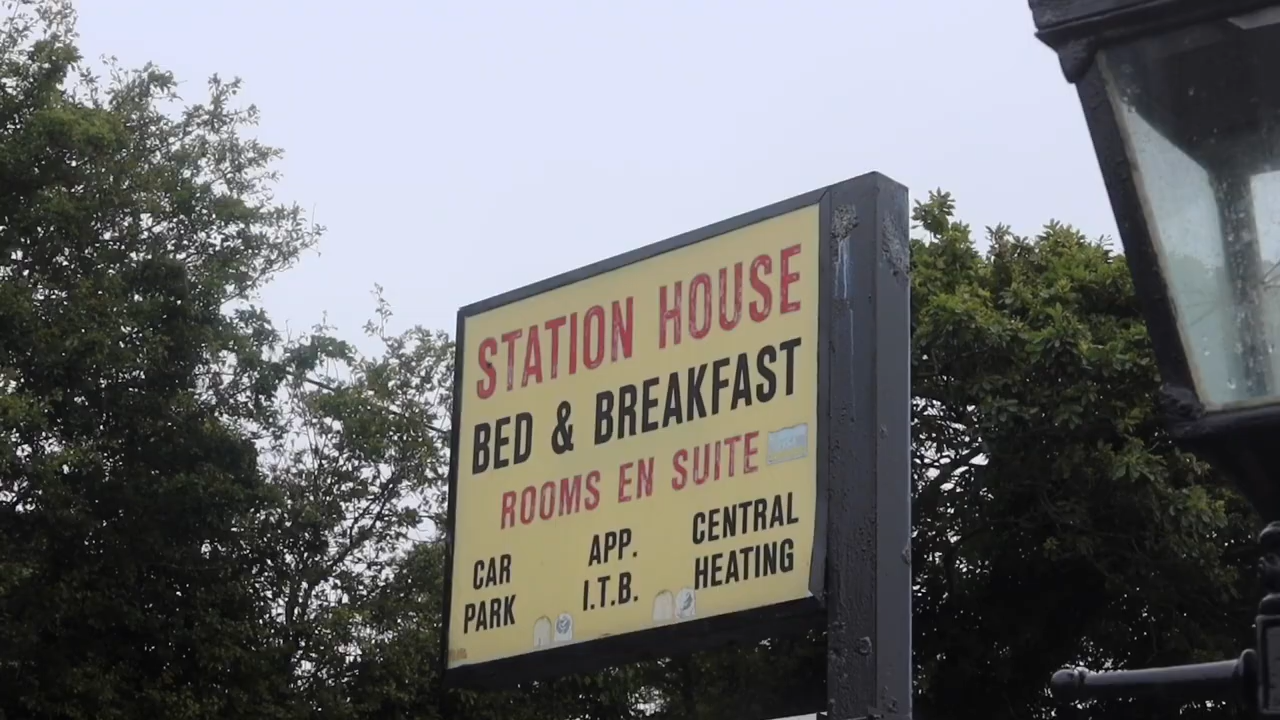 STATION HOUSE
BED & BREAKFAST
ROOMS EN SUITE
CAR PARK
APP. I.T.B.
CENTRAL HEATING